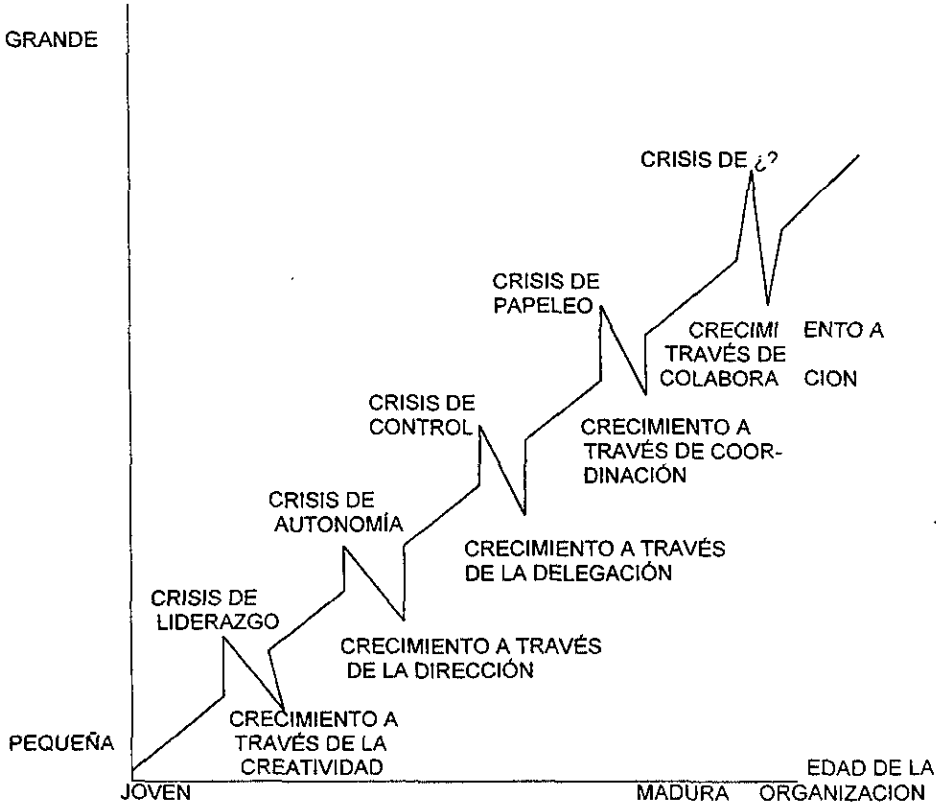 GRANDE
CRISIS DE ¿?
CRISIS DE
PAPELEO
CRECIMI ENTO A
TRAVÉS DE
COLABORA CION
CRISIS DE
CONTROL
CRECIMIENTO A
TRAVÉS DE COOR-
DINACIÓN
CRISIS DE
AUTONOMÍA
CRECIMIENTO A TRAVÉS
DE LA DELEGACIÓN
CRISIS DE
LIDERAZGO
CRECIMIENTO A TRAVÉS
DE LA DIRECCIÓN
CRECIMIENTO A
TRAVÉS DE LA
CREATIVIDAD
PEQUEÑA
JOVEN
MADURA
EDAD DE LA
ORGANIZACION